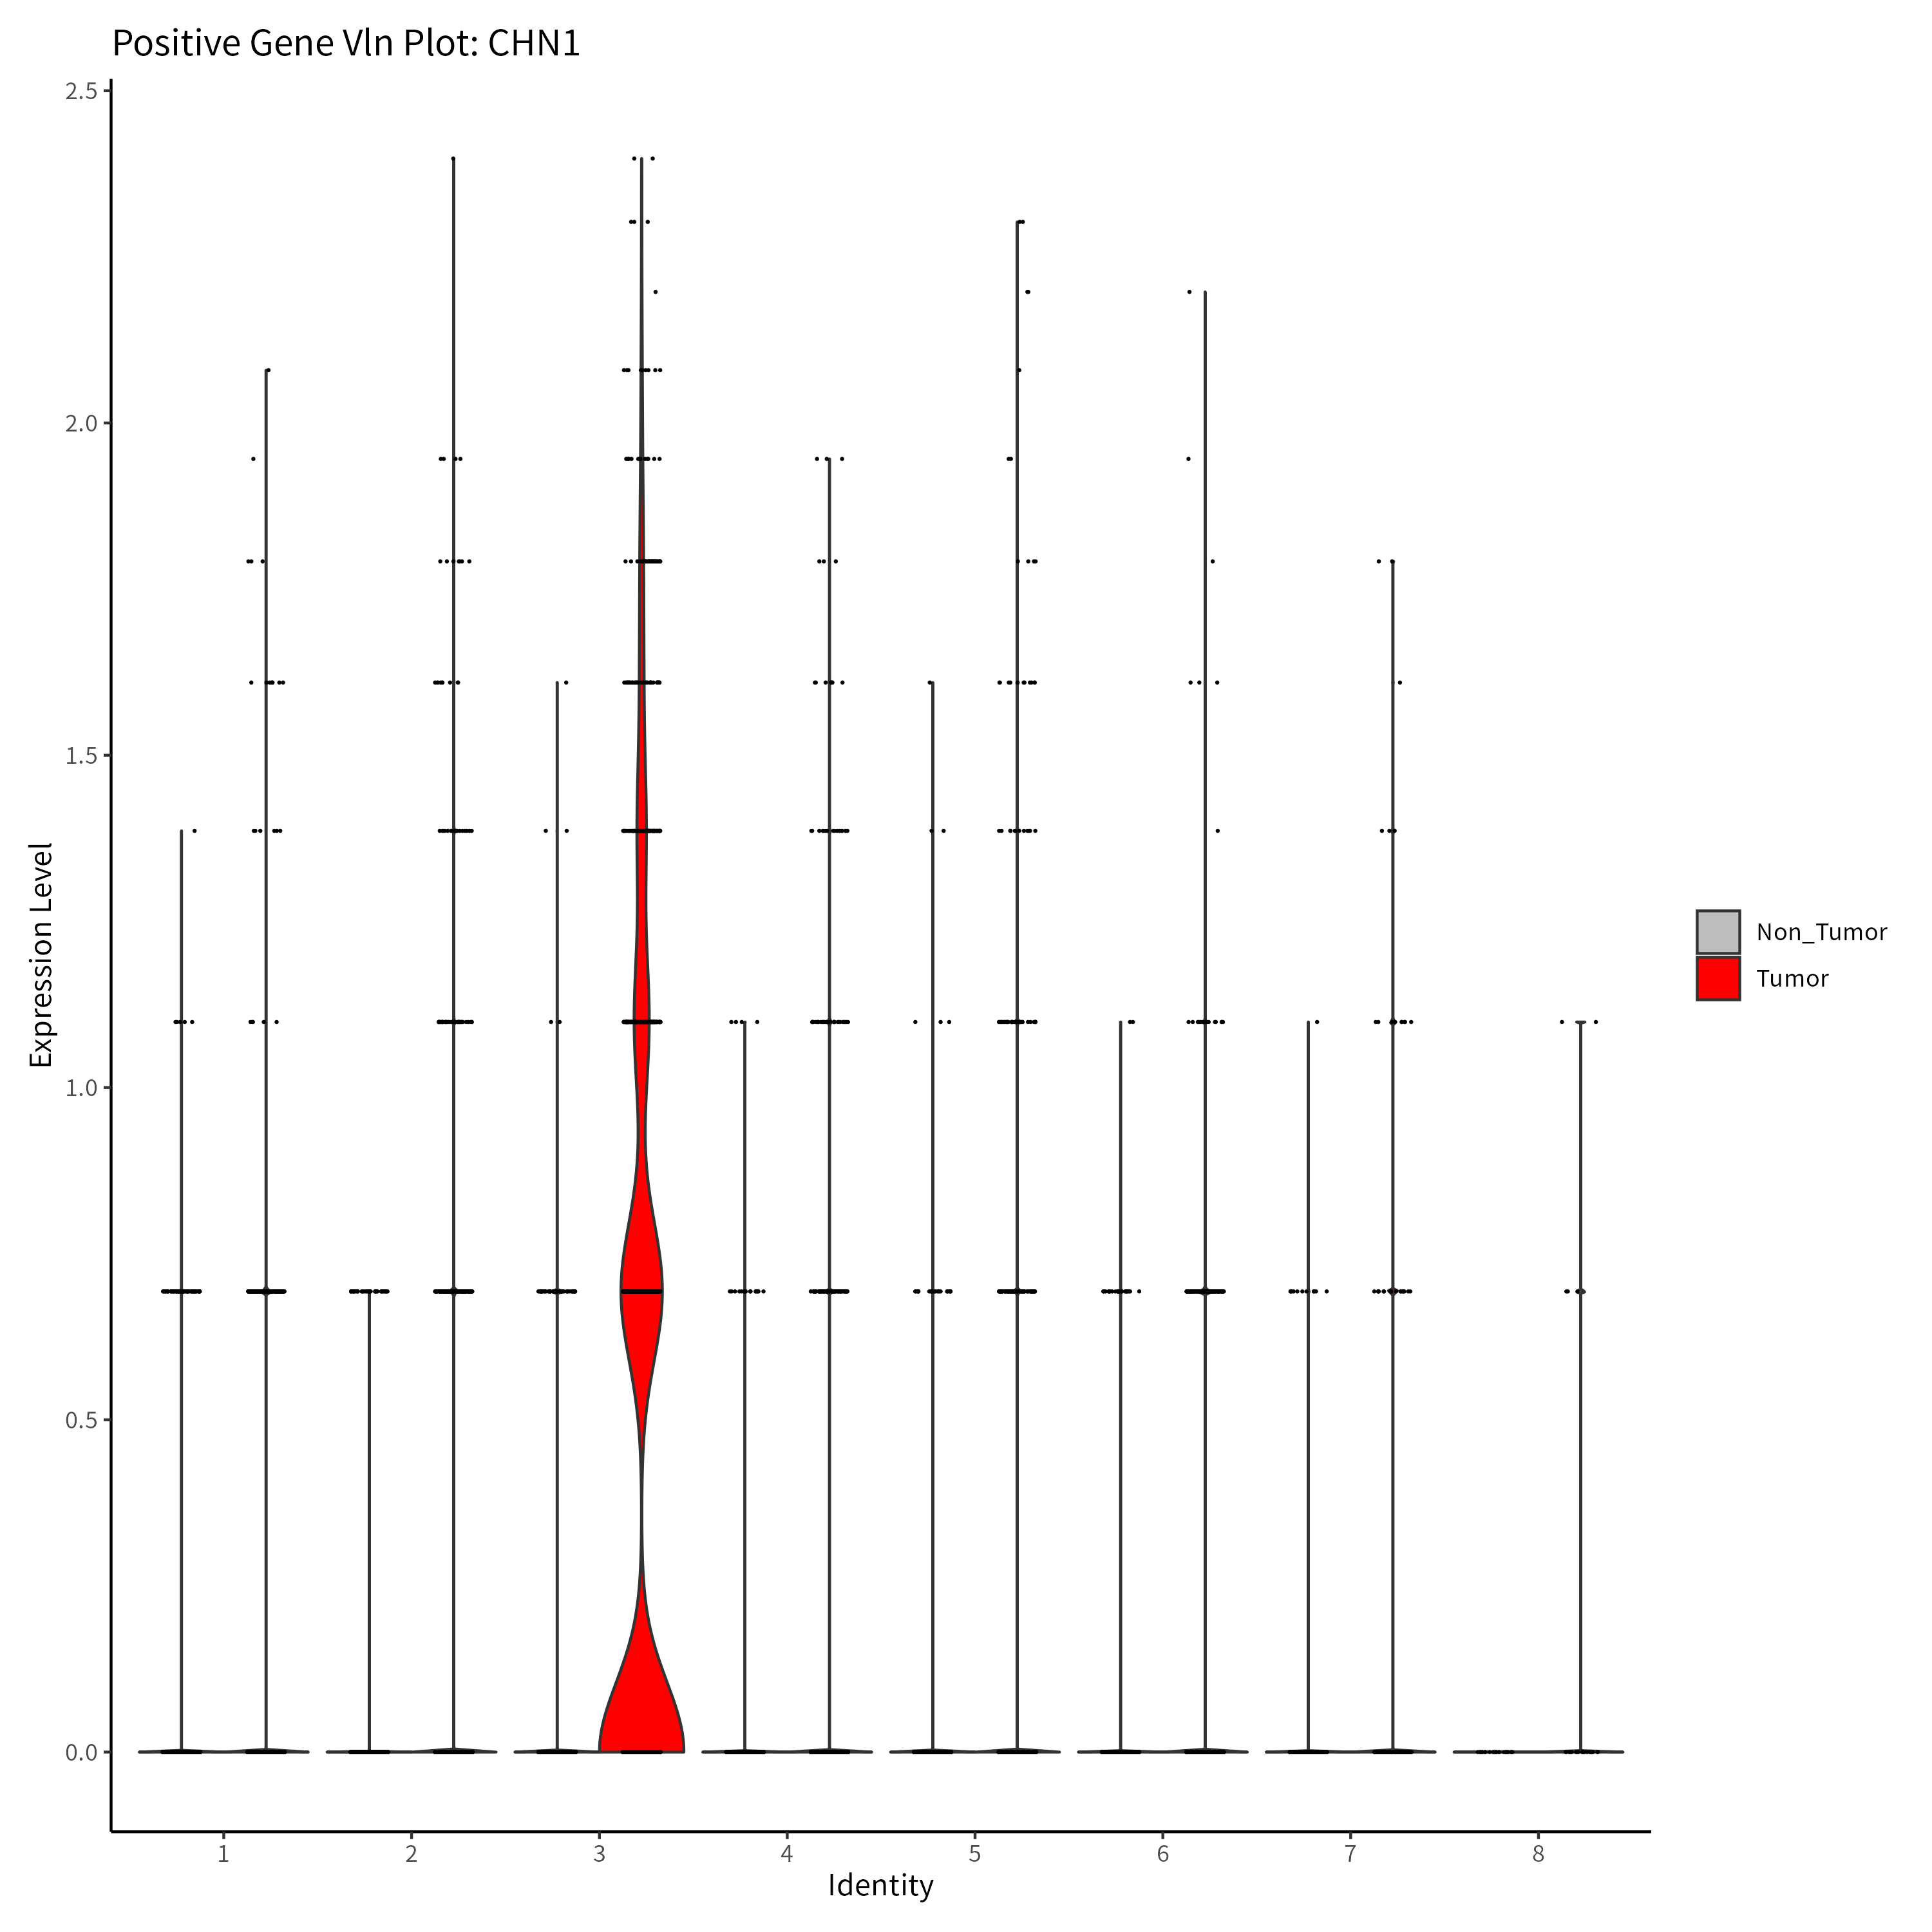 Positive Gene Vln Plot: CHN1
2.5
2.0
1.5
1.0
0.5
0.0
Expression Level
1 2 3 4 5 6 7 8
Identity
Non_Tumor
Tumor